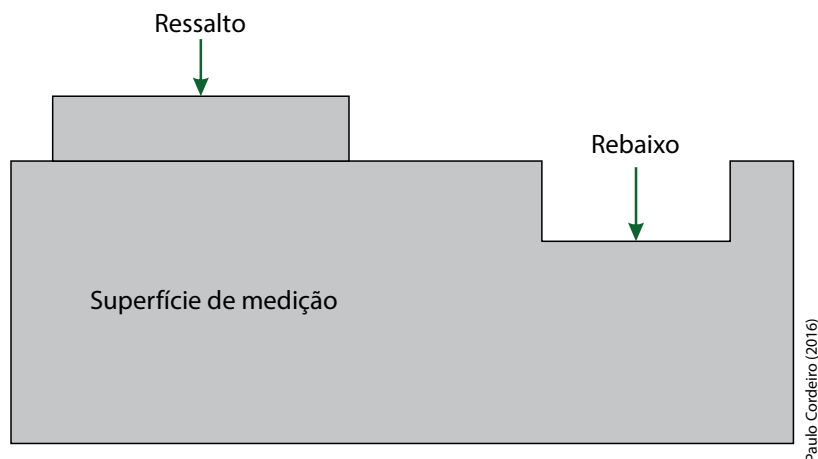 Ressalto
Rebaixo
Superfície de medição
Paulo Cordeiro (2016)